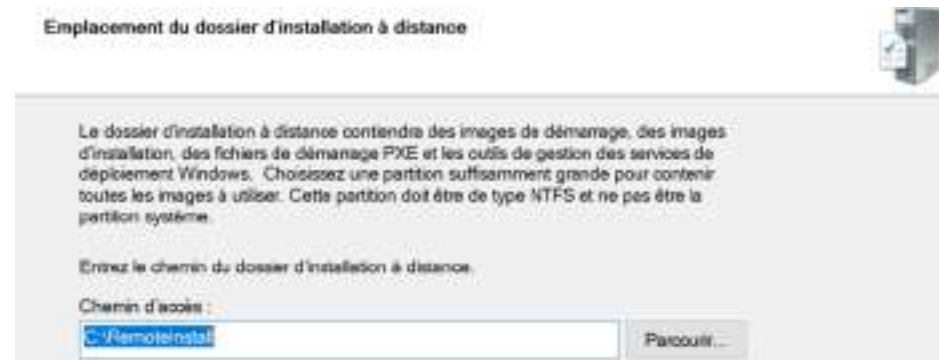 Emplacement du dossier d'installation à distance
Le dossier d'installation à distance contiendra des images de démarrage, des images
d'installation, des fichiers de démarrage PXE et les outils de gestion des services de
déploiement Windows. Choisissez une partition suffisamment grande pour contenir
toutes les images à utiliser. Cette partition doit être de type NTFS et ne pas être la
partition système.
Entrez le chemin du dossier d'installation à distance.
Chemin d'accès :
C:\RemoteInstall
Parcourir...